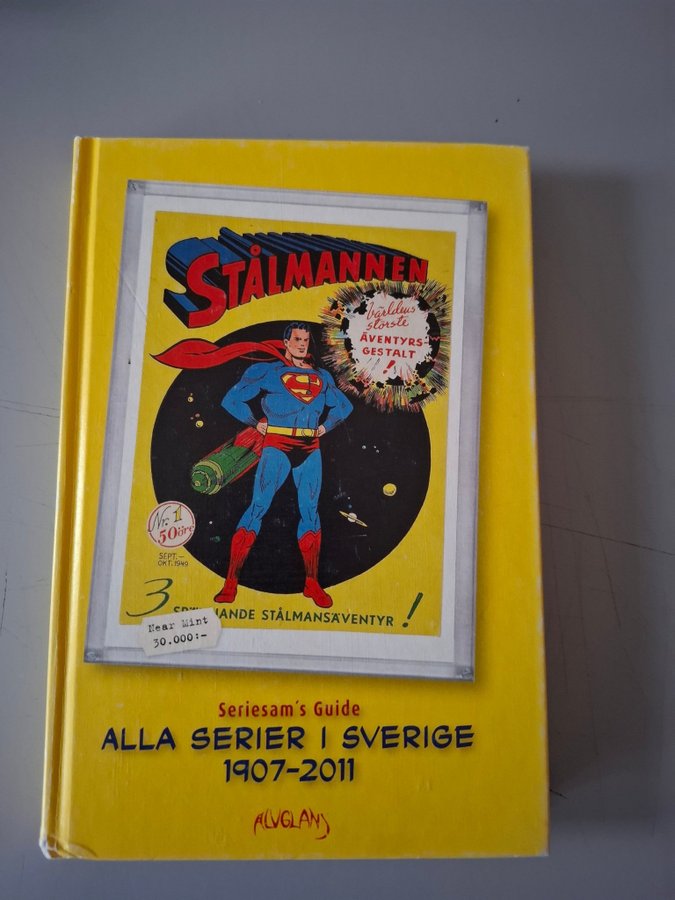 STÅLMANNEN
världens
största
ÄVENTYRS-
GESTALT
!
Nr. 1
50 öre
SEPT.–
OKT. 1949
3 STÅLMANSÄVENTYR !
Near Mint
30.000:-
Seriesam's Guide
ALLA SERIER I SVERIGE
1907-2011
ALVGLANS